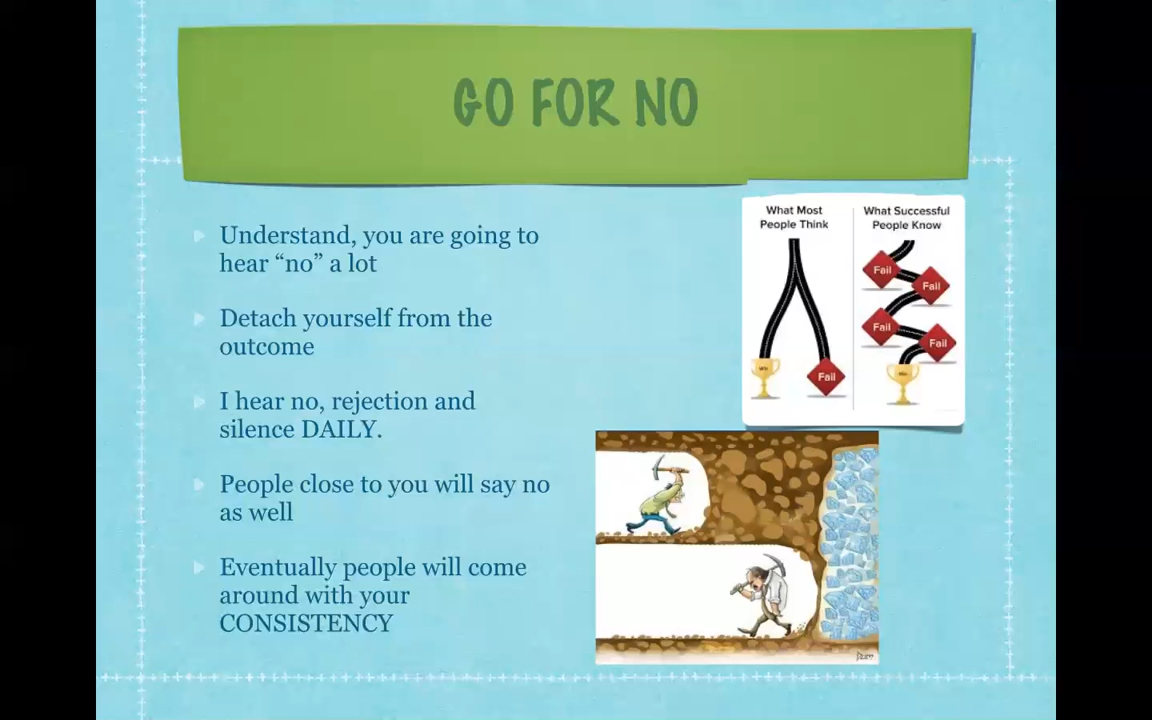 GO FOR NO
Understand, you are going to
hear “no” a lot
Detach yourself from the
outcome
I hear no, rejection and
silence DAILY.
People close to you will say no
as well
Eventually people will come
around with your
CONSISTENCY
What Most
People Think
Fail
What Successful
People Know
Fail
Fail
Fail
Fail